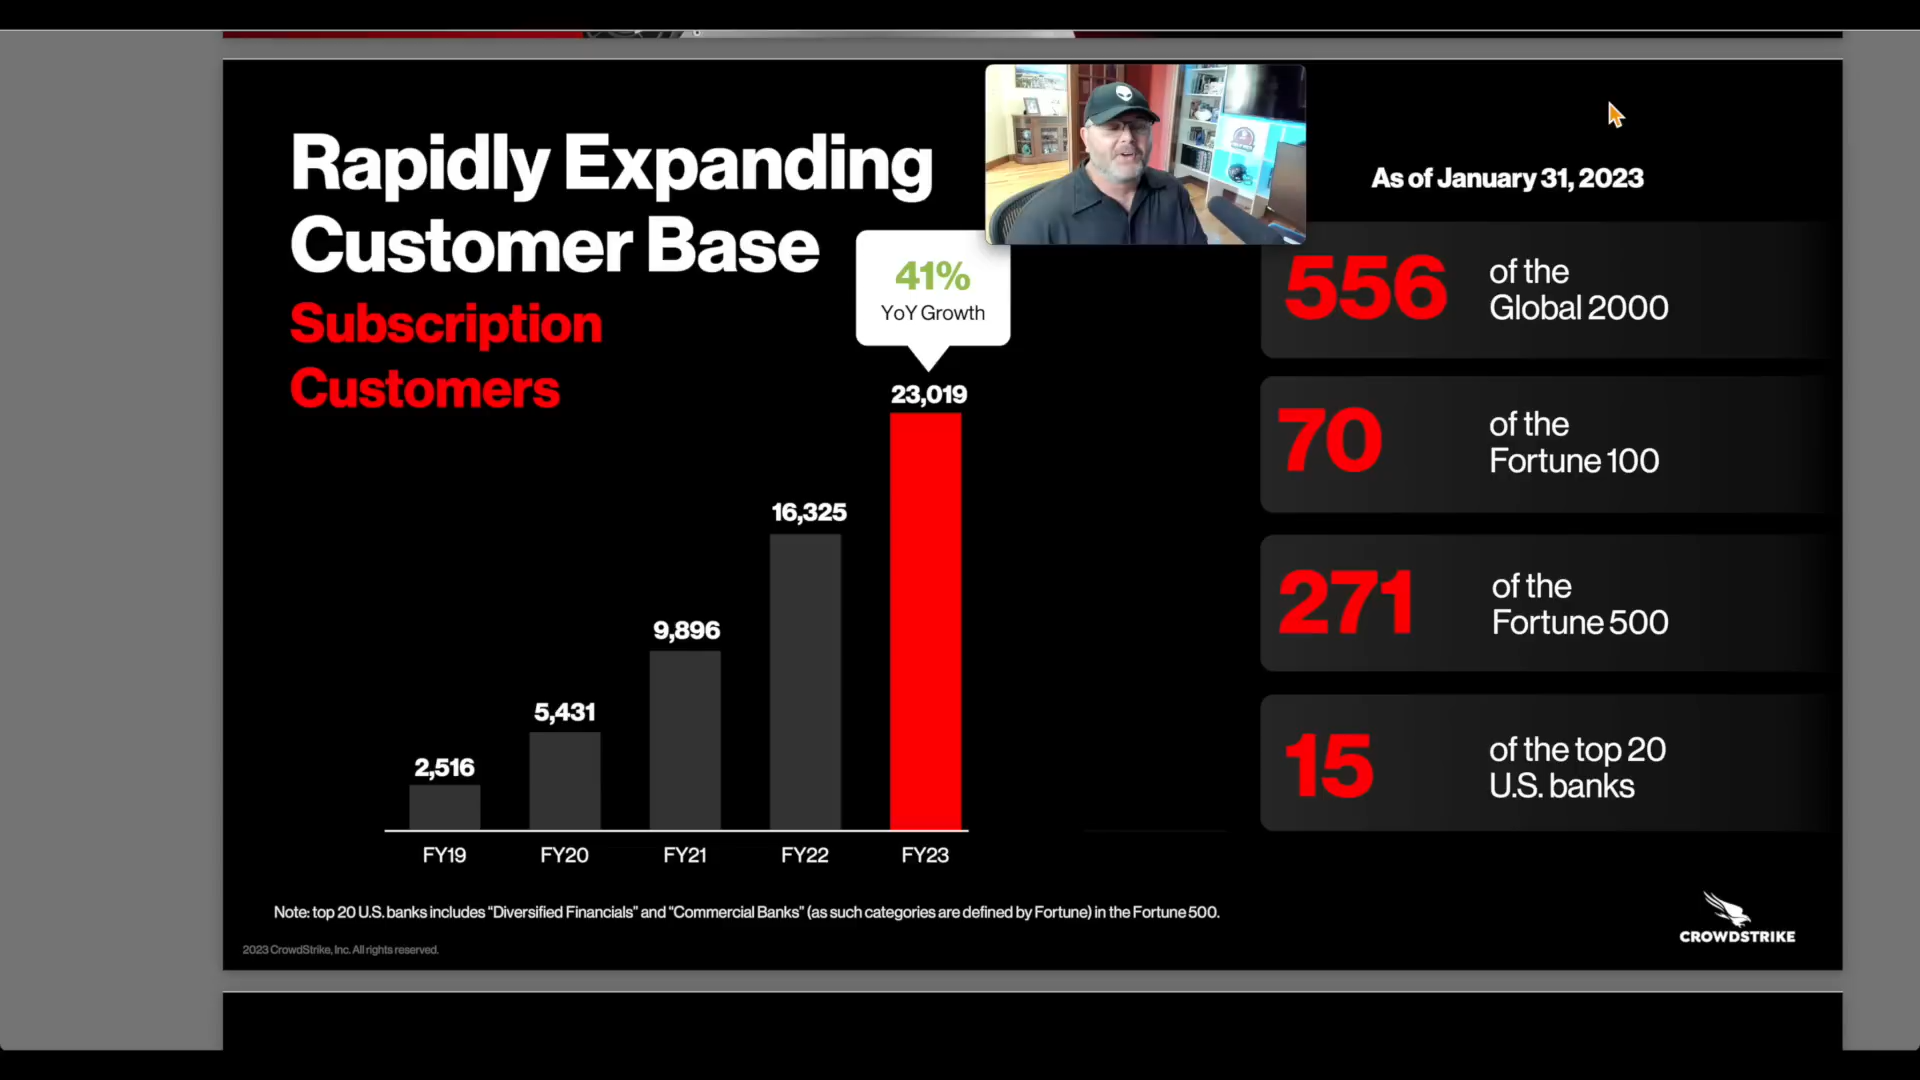 Rapidly Expanding
Customer Base
Subscription
Customers
41%
YoY Growth
23,019
16,325
9,896
5,431
2,516
FY19
FY20
FY21
FY22
FY23
As of January 31, 2023
556
of the
Global 2000
70
of the
Fortune 100
271
of the
Fortune 500
15
of the top 20
U.S. banks
Note: top 20 U.S. banks includes “Diversified Financials” and “Commercial Banks” (as such categories are defined by Fortune) in the Fortune 500.
2023 CrowdStrike, Inc. All rights reserved.
CROWDSTRIKE